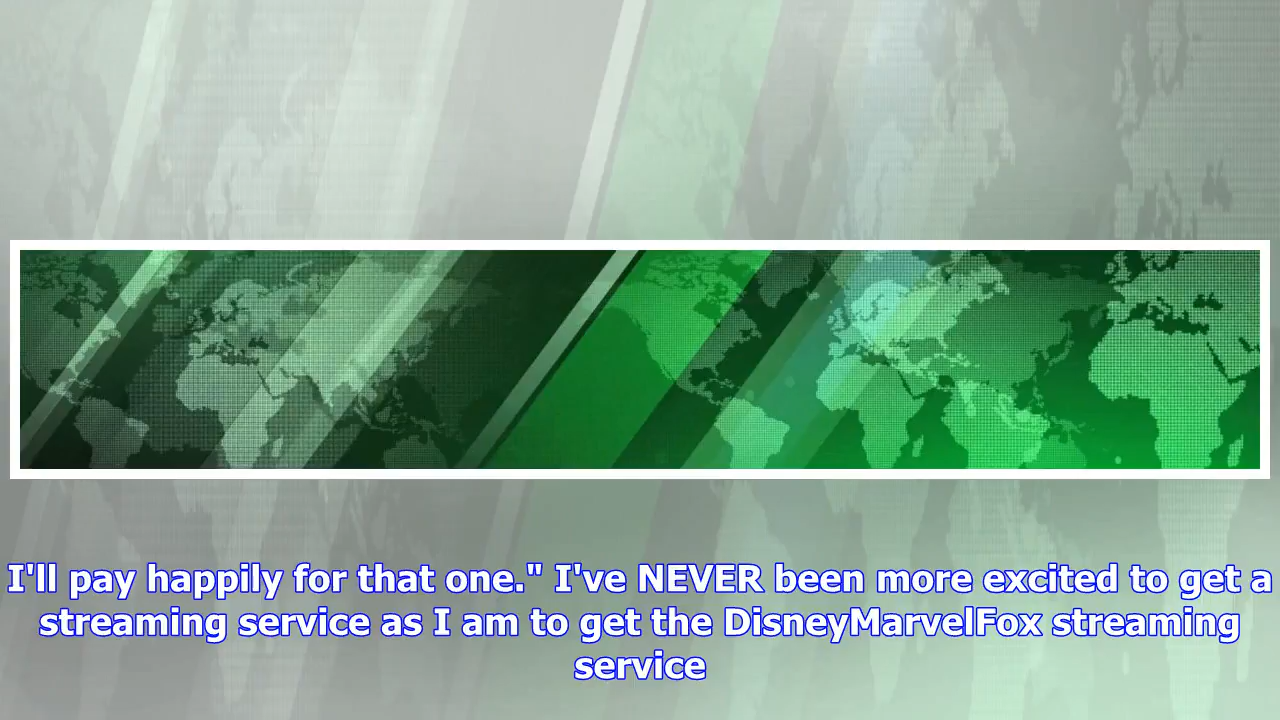 I'll pay happily for that one." I've NEVER been more excited to get a
streaming service as I am to get the DisneyMarvelFox streaming
service